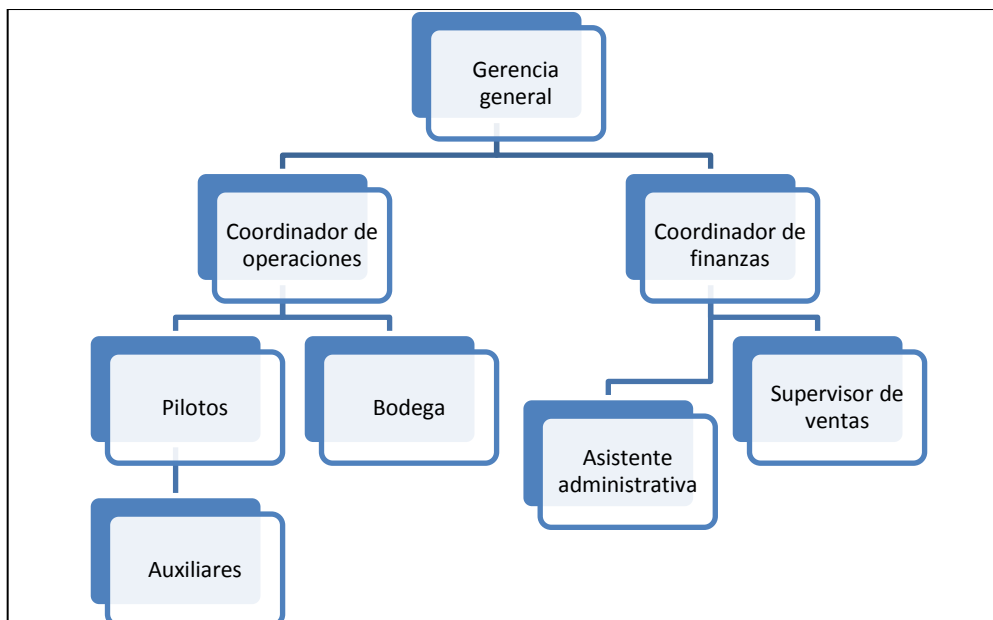 Gerencia
general
Coordinador de
operaciones
Coordinador de
finanzas
Pilotos
Bodega
Supervisor de
ventas
Asistente
administrativa
Auxiliares